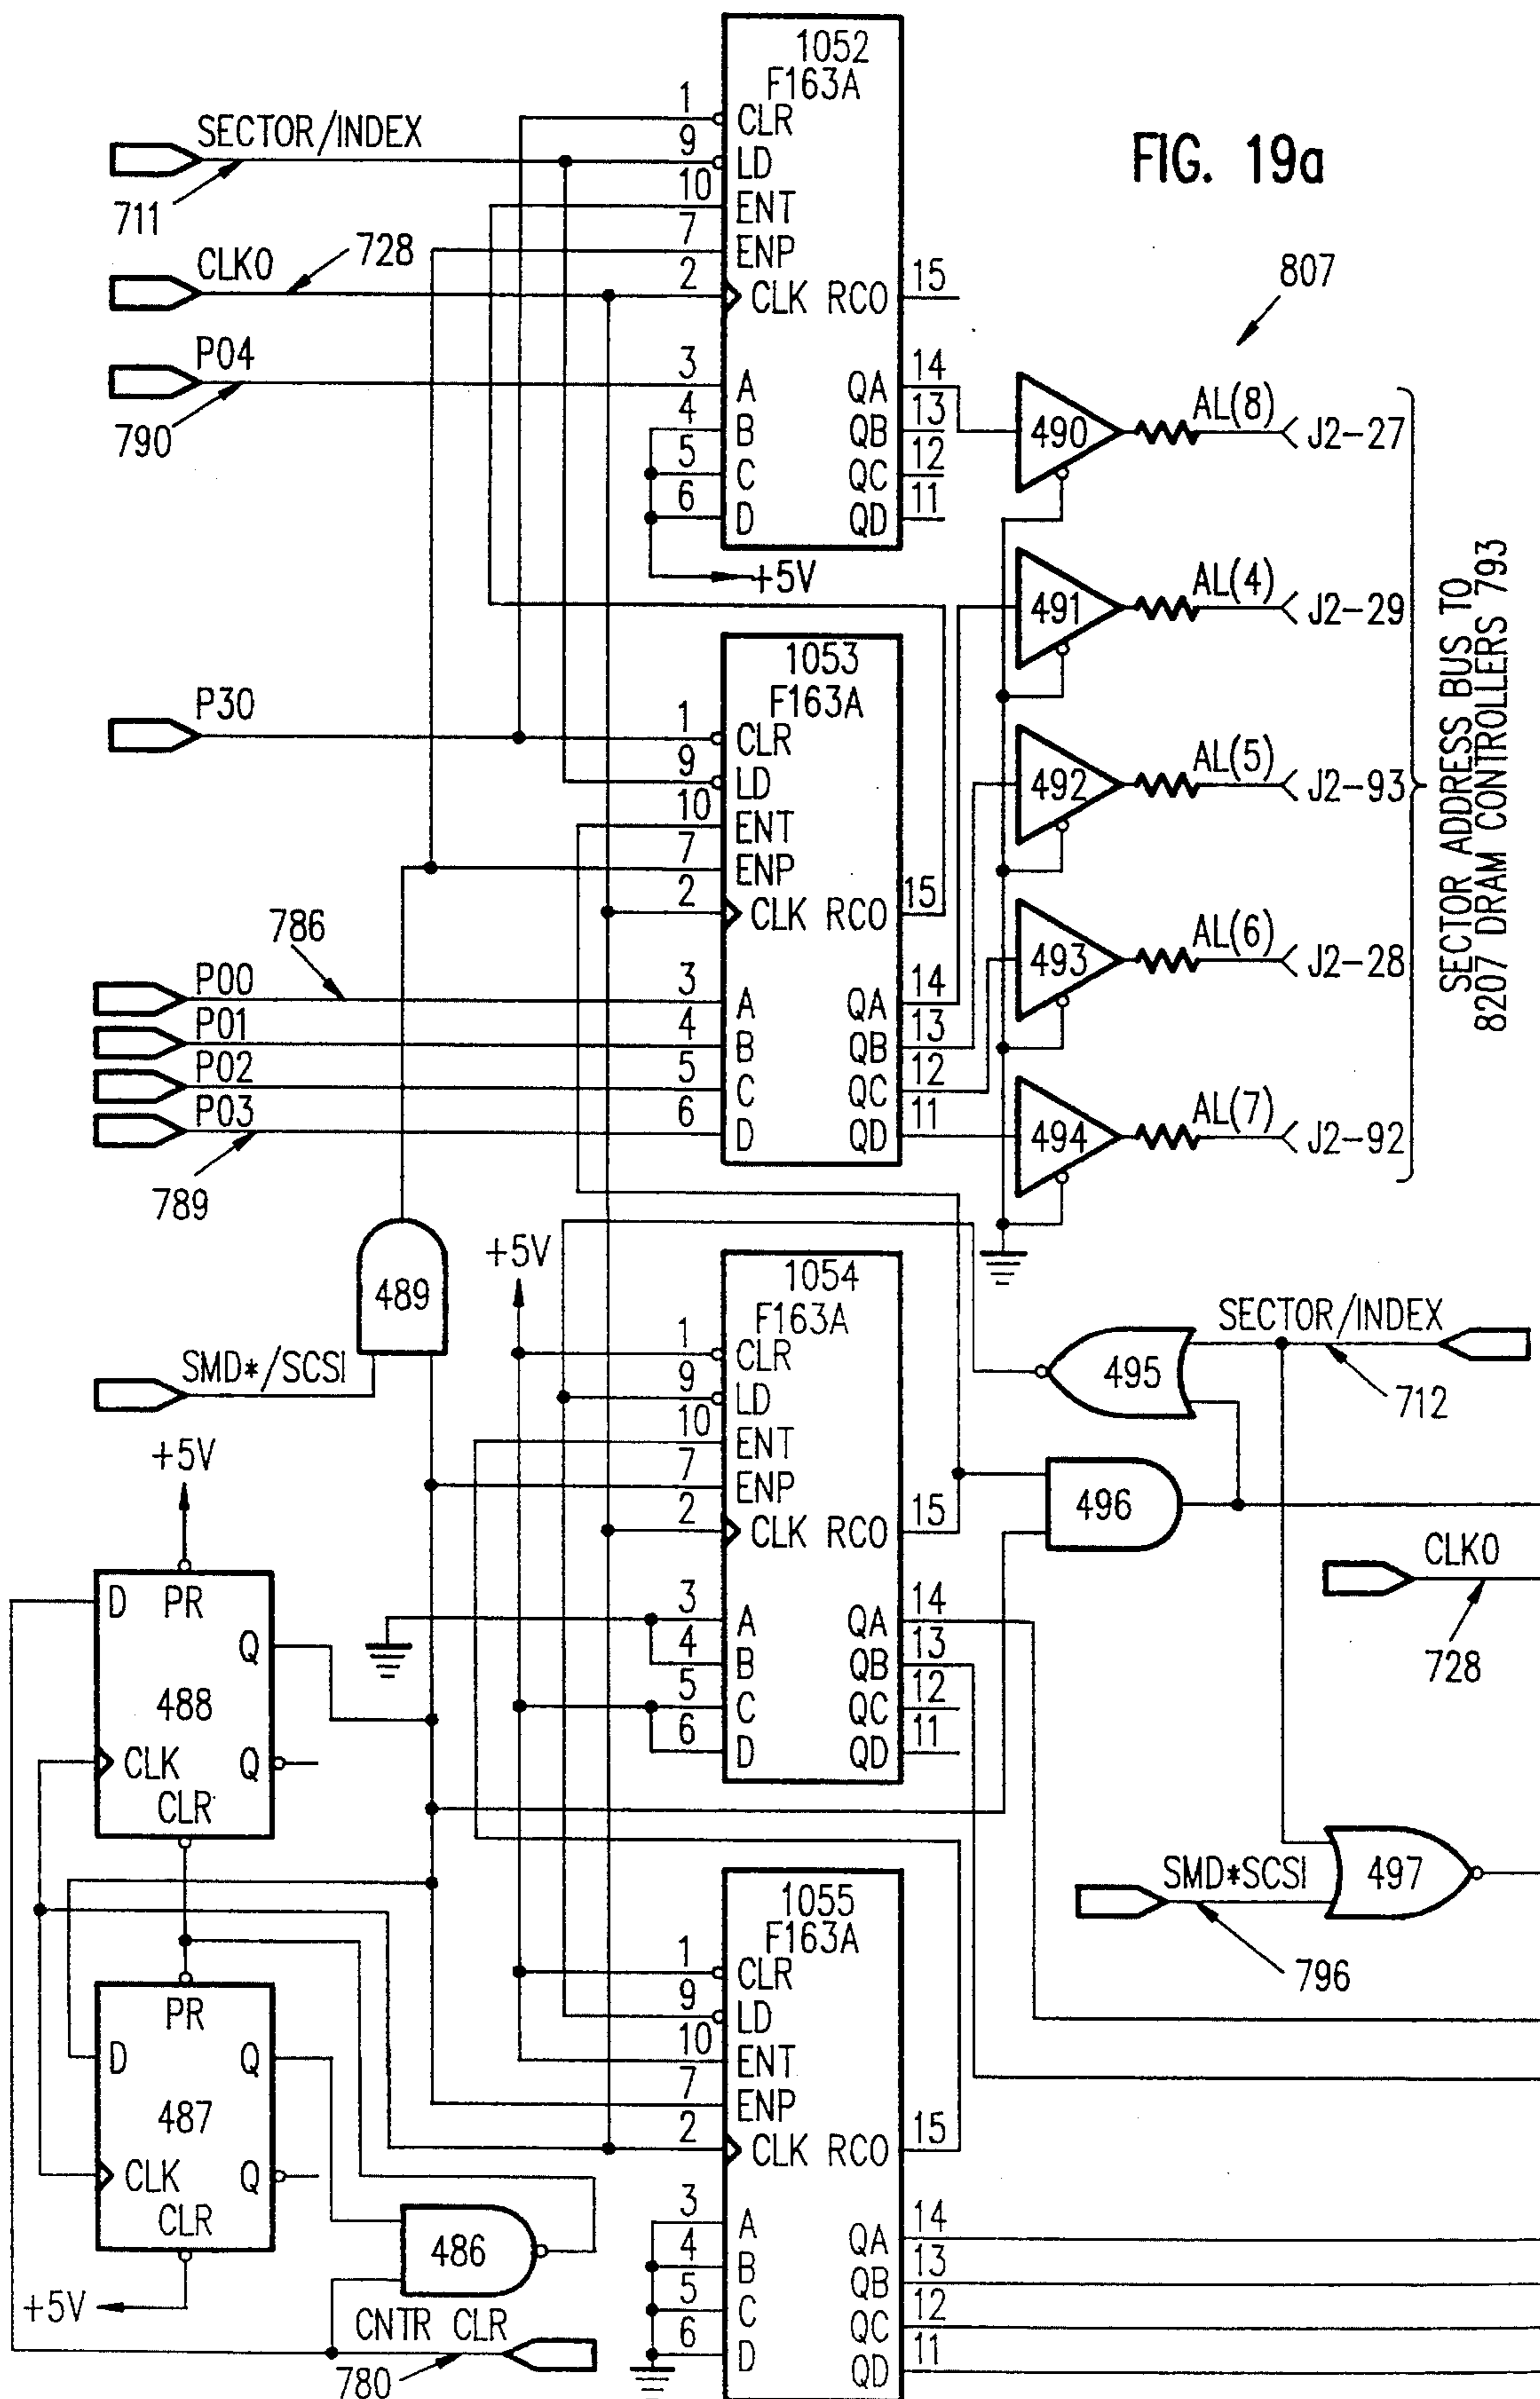 FIG. 19a
807
SECTOR/INDEX
711
CLK0
728
P04
790
1052
F163A
1 CLR
9 LD
10 ENT
7 ENP
2 CLK RCO 15
3 A QA 14
4 B QB 13
5 C QC 12
6 D QD 11
+5V
490 AL(8) J2-27
491 AL(4) J2-29
492 AL(5) J2-93
493 AL(6) J2-28
494 AL(7) J2-92
SECTOR ADDRESS BUS TO
8207 DRAM CONTROLLERS 793
P30
786
P00
P01
P02
P03
789
1053
F163A
1 CLR
9 LD
10 ENT
7 ENP
2 CLK RCO 15
3 A QA 14
4 B QB 13
5 C QC 12
6 D QD 11
489
SMD*/SCSI
+5V
+5V
1054
F163A
1 CLR
9 LD
10 ENT
7 ENP
2 CLK RCO 15
3 A QA 14
4 B QB 13
5 C QC 12
6 D QD 11
SECTOR/INDEX
712
495
496
CLK0
728
D PR
Q
488
CLK Q
CLR
SMD*SCSI
796
497
PR
D Q
487
CLK Q
CLR
+5V
486
CNTR CLR
780
1055
F163A
1 CLR
9 LD
10 ENT
7 ENP
2 CLK RCO 15
3 A QA 14
4 B QB 13
5 C QC 12
6 D QD 11